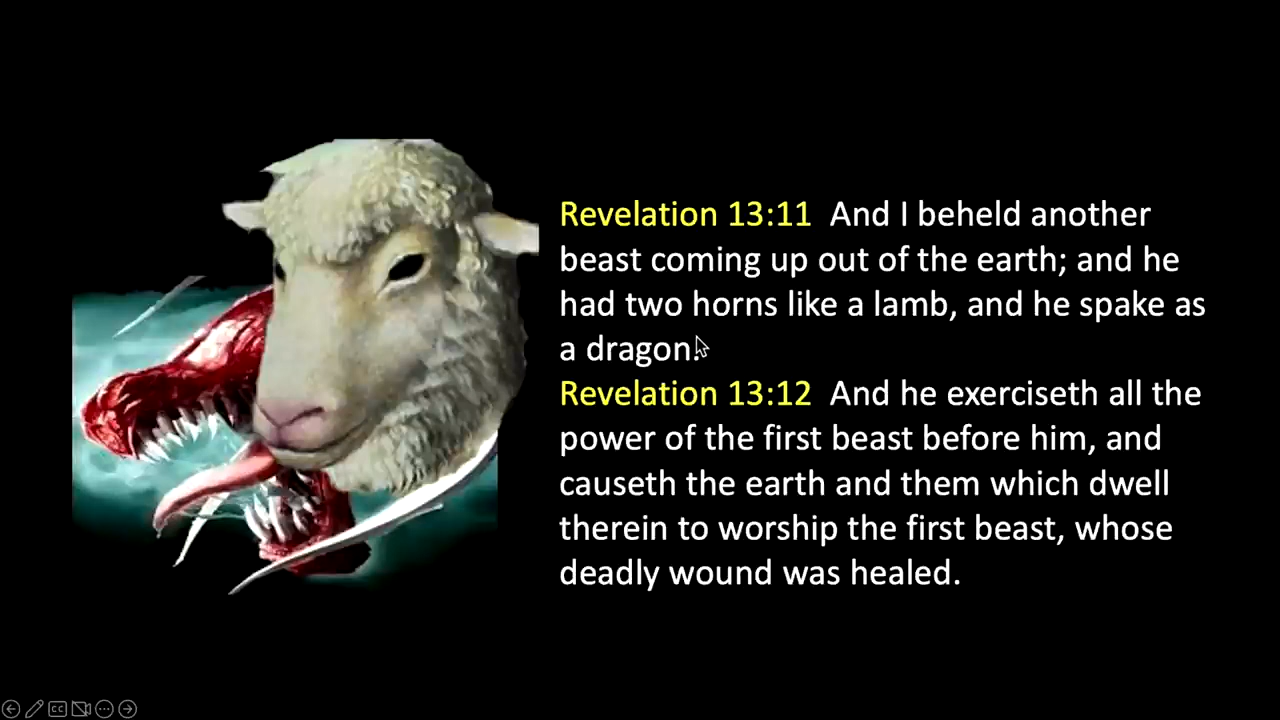 Revelation 13:11  And I beheld another
beast coming up out of the earth; and he
had two horns like a lamb, and he spake as
a dragon.
Revelation 13:12  And he exerciseth all the
power of the first beast before him, and
causeth the earth and them which dwell
therein to worship the first beast, whose
deadly wound was healed.
CC